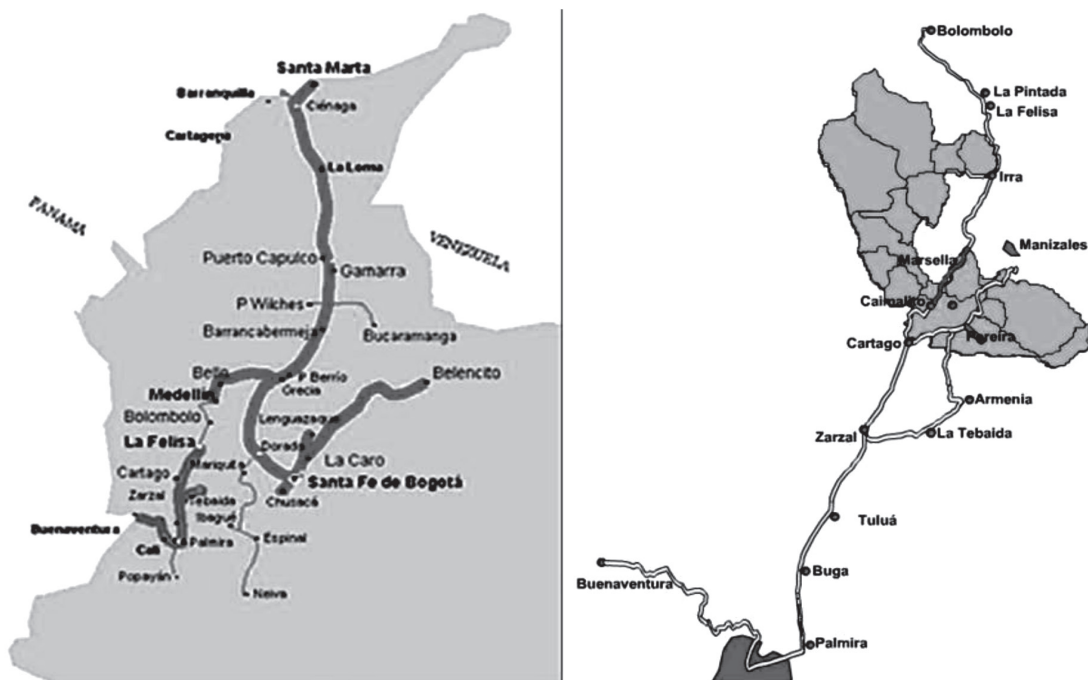 Santa Marta
Barranquilla
Ciénaga
Cartagena
La Loma
PANAMA
VENEZUELA
Puerto Capulco
Gamarra
P Wilches
Barrancabermeja
Bucaramanga
Bello
P Berrío
Grecia
Belencito
Medellín
Bolombolo
Lenguazaque
La Felisa
Dorada
La Caro
Mariquita
Cartago
Santa Fe de Bogotá
Zarzal
Tebaida
Chusacá
Ibagué
Buenaventura
Cali
Palmira
Espinal
Popayán
Neiva
Bolombolo
La Pintada
La Felisa
Irra
Manizales
Marsella
Caimalito
Cartago
Pereira
Armenia
Zarzal
La Tebaida
Tuluá
Buenaventura
Buga
Palmira